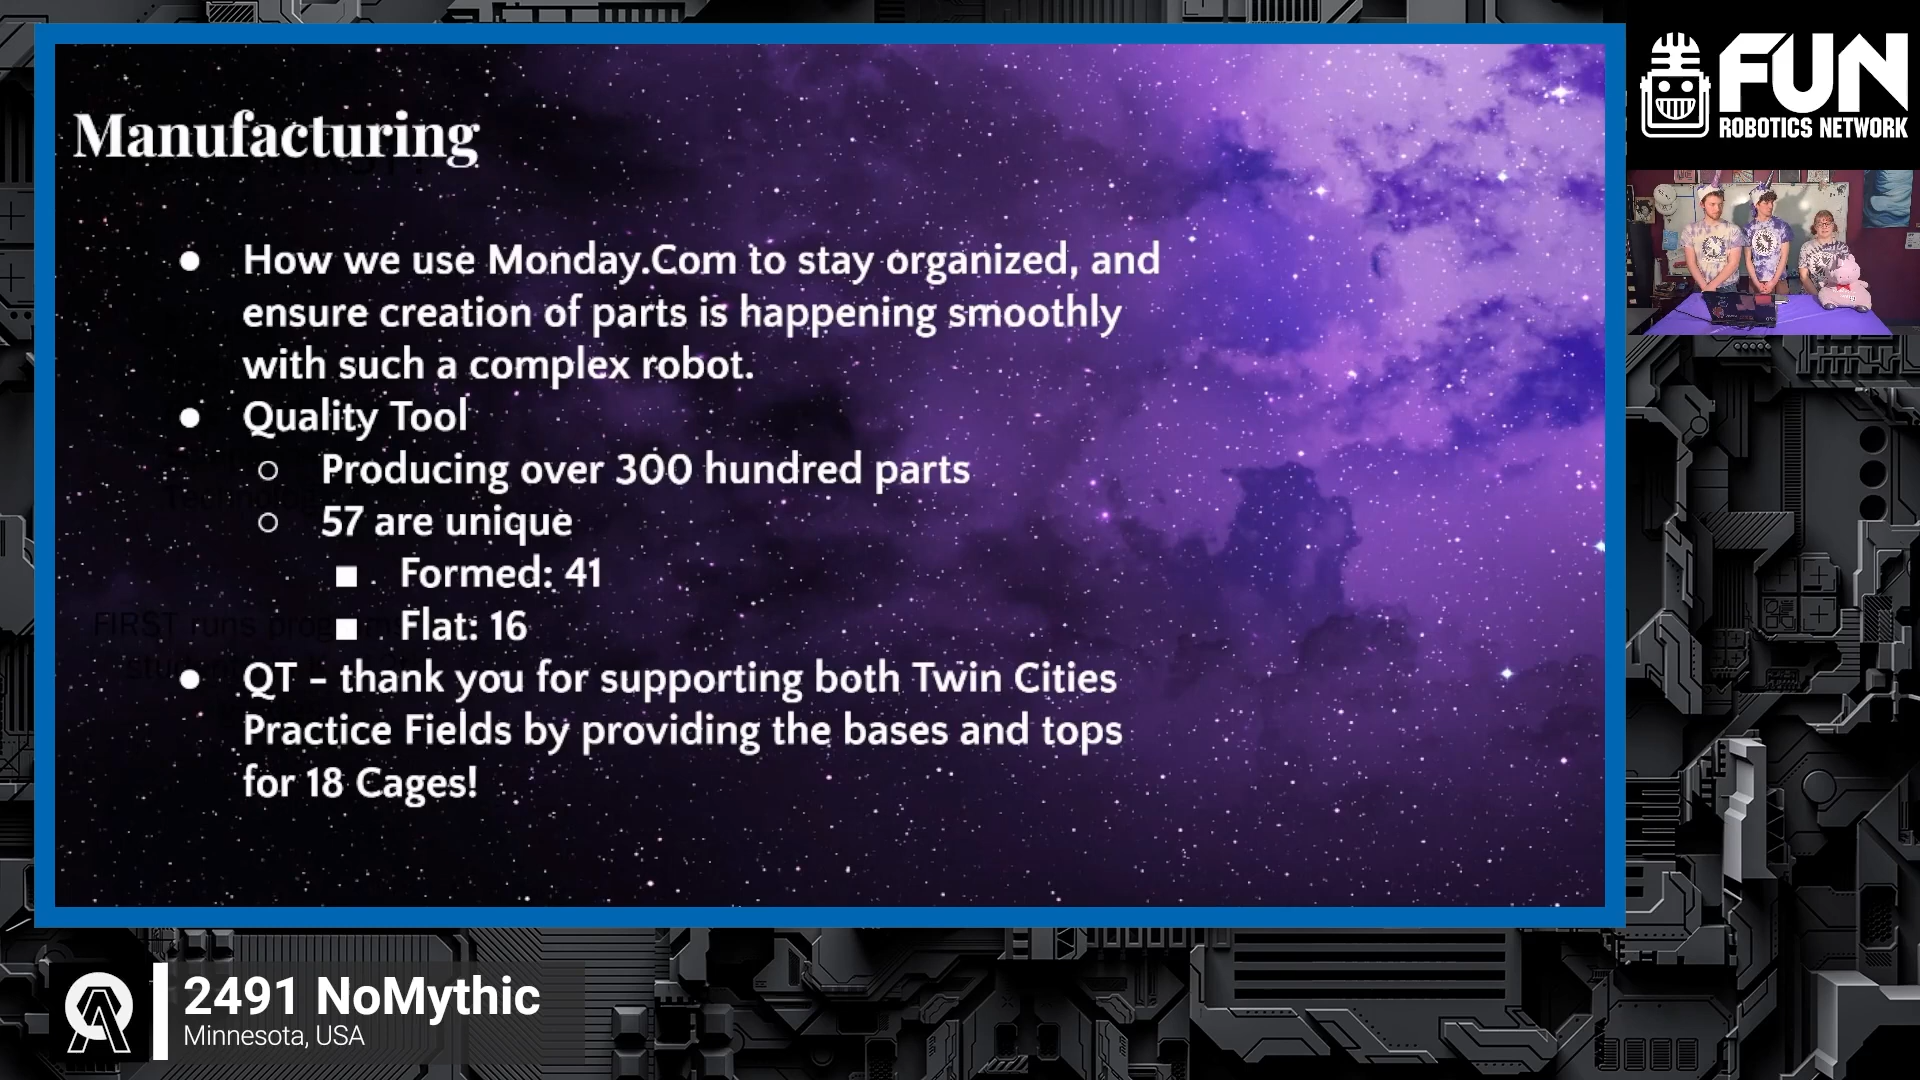 Manufacturing
● How we use Monday.Com to stay organized, and
ensure creation of parts is happening smoothly
with such a complex robot.
● Quality Tool
○ Producing over 300 hundred parts
○ 57 are unique
■ Formed: 41
■ Flat: 16
● QT – thank you for supporting both Twin Cities
Practice Fields by providing the bases and tops
for 18 Cages!
FUN
ROBOTICS NETWORK
2491 NoMythic
Minnesota, USA